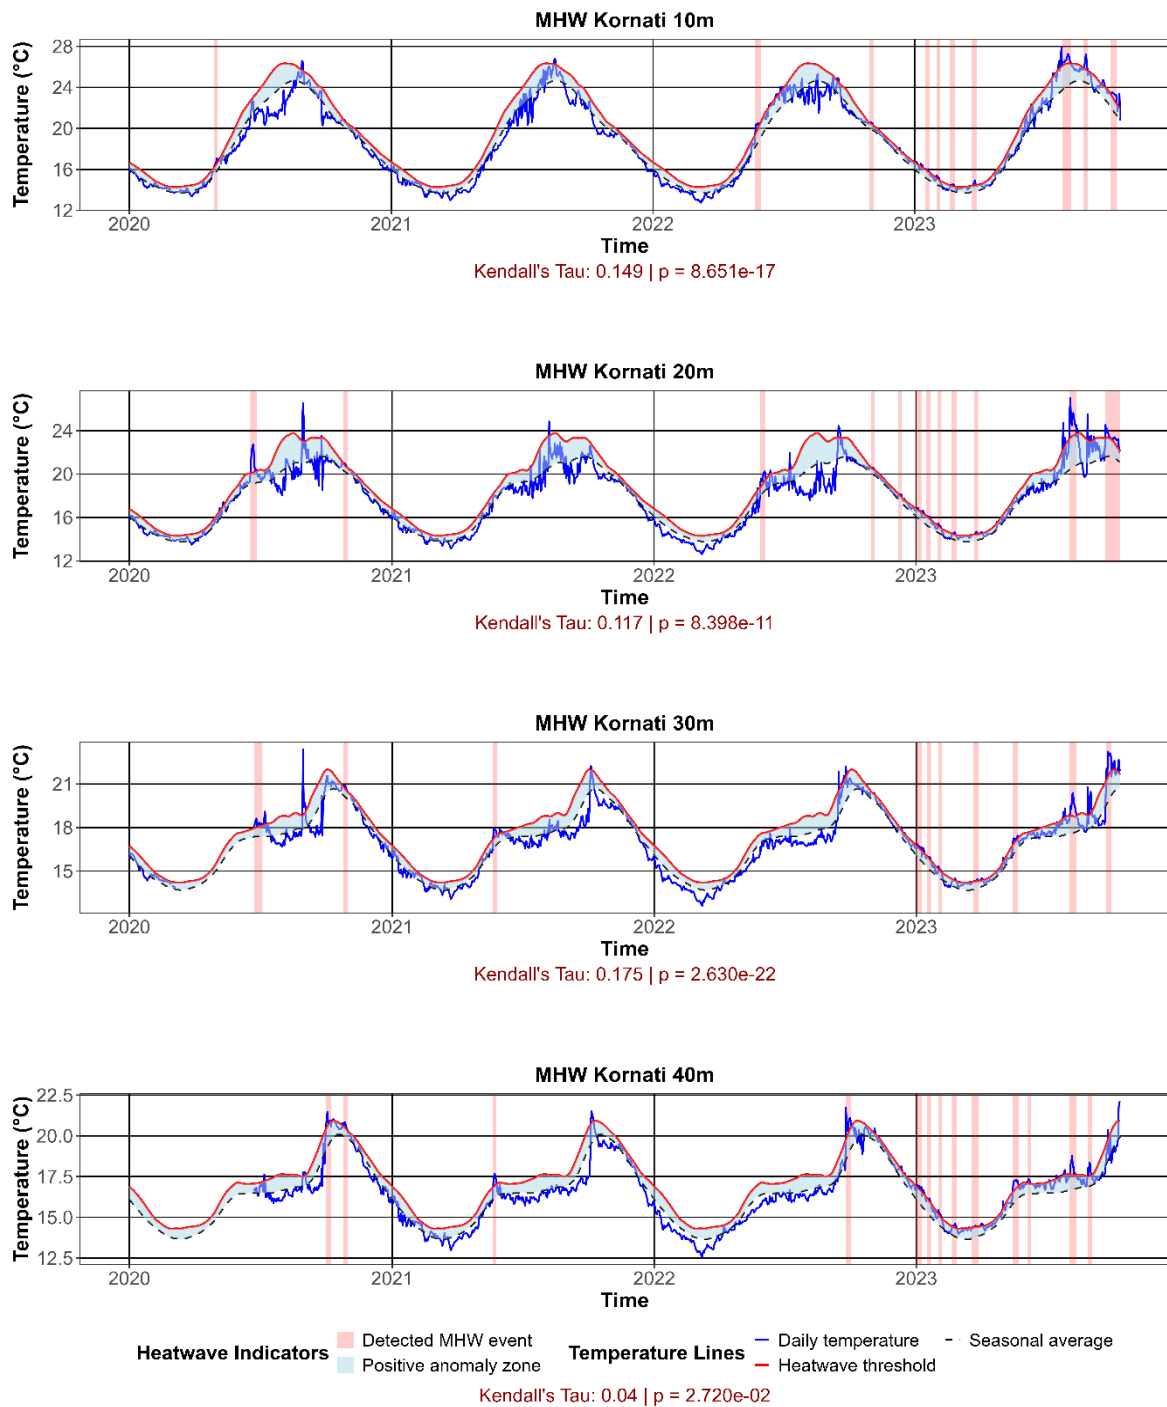 MHW Kornati 10m
Temperature (°C)
28
24
20
16
12
2020 2021 2022 2023
Time
Kendall's Tau: 0.149 | p = 8.651e-17
MHW Kornati 20m
Temperature (°C)
24
20
16
12
2020 2021 2022 2023
Time
Kendall's Tau: 0.117 | p = 8.398e-11
MHW Kornati 30m
Temperature (°C)
21
18
15
2020 2021 2022 2023
Time
Kendall's Tau: 0.175 | p = 2.630e-22
MHW Kornati 40m
Temperature (°C)
22.5
20.0
17.5
15.0
12.5
2020 2021 2022 2023
Time
Heatwave Indicators
Detected MHW event
Positive anomaly zone
Temperature Lines
Daily temperature
Heatwave threshold
Seasonal average
Kendall's Tau: 0.04 | p = 2.720e-02